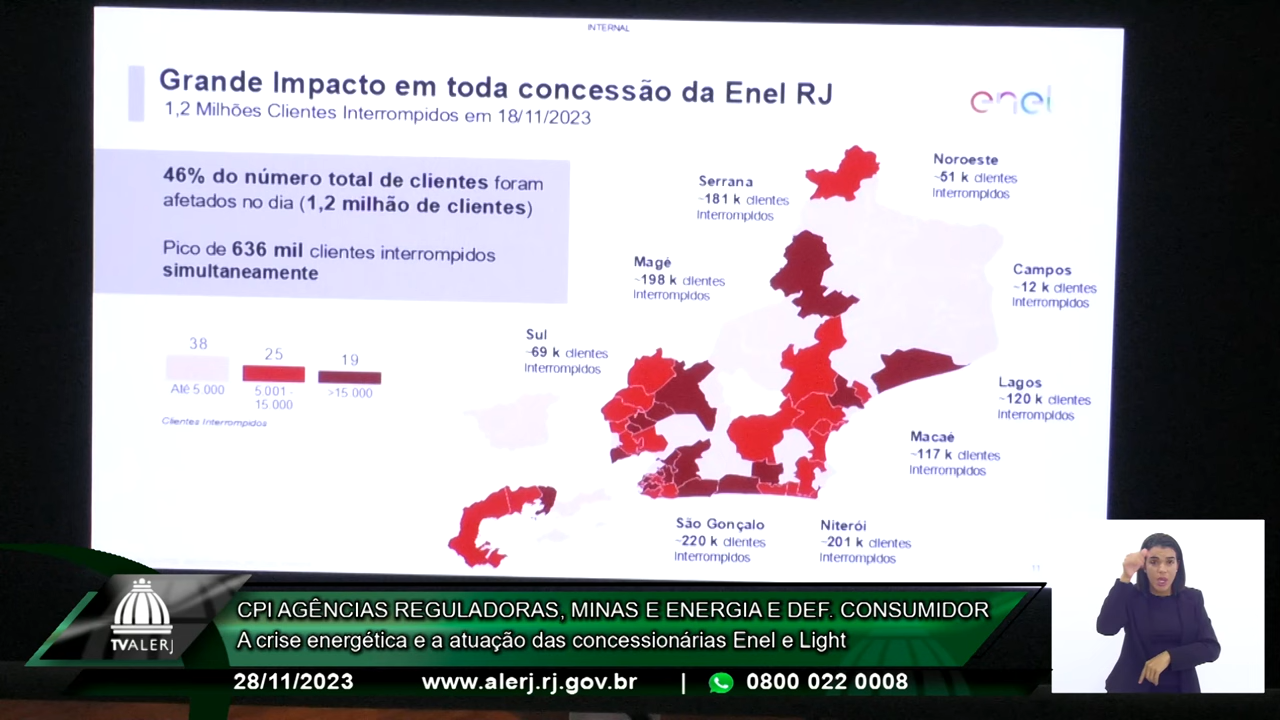 INTERNAL
Grande Impacto em toda concessão da Enel RJ
1,2 Milhões Clientes Interrompidos em 18/11/2023
enel
46% do número total de clientes foram
afetados no dia (1,2 milhão de clientes)
Pico de 636 mil clientes interrompidos
simultaneamente
38
25
19
Até 5 000
5.001 -
15 000
>15 000
Clientes Interrompidos
Noroeste
~51 k clientes
Interrompidos
Serrana
~181 k clientes
Interrompidos
Magé
~198 k clientes
Interrompidos
Campos
~12 k clientes
Interrompidos
Sul
~69 k clientes
Interrompidos
Lagos
~120 k clientes
Interrompidos
Macaé
~117 k clientes
Interrompidos
São Gonçalo
~220 k clientes
Interrompidos
Niterói
~201 k clientes
Interrompidos
11
TVALERJ
CPI AGÊNCIAS REGULADORAS, MINAS E ENERGIA E DEF. CONSUMIDOR
A crise energética e a atuação das concessionárias Enel e Light
28/11/2023 www.alerj.rj.gov.br | 0800 022 0008